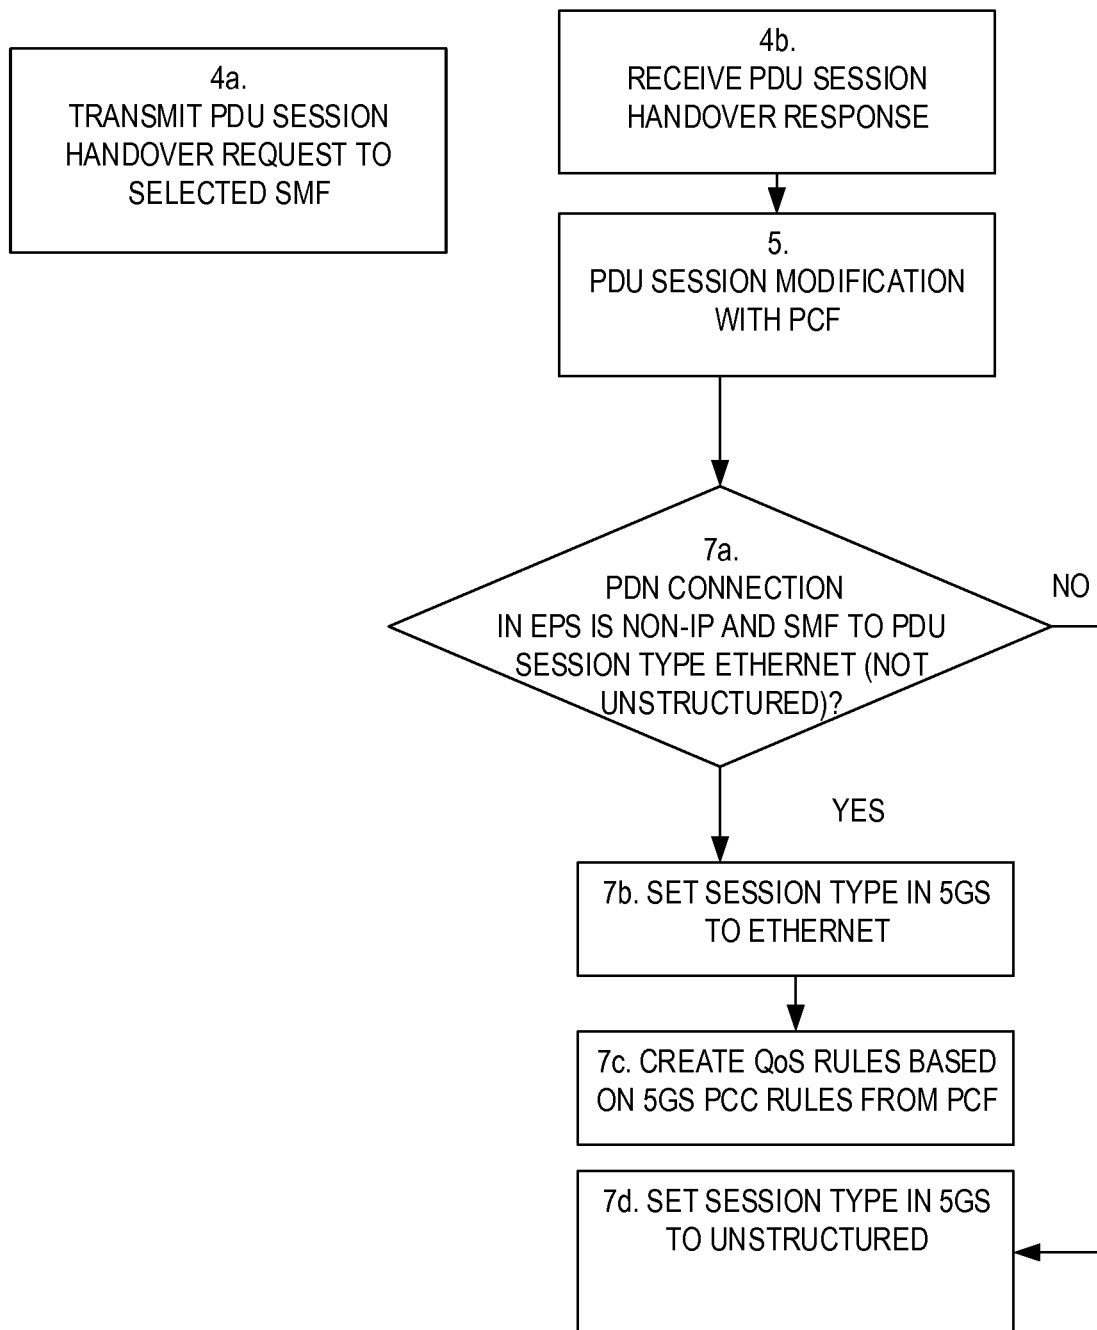 4a.
TRANSMIT PDU SESSION
HANDOVER REQUEST TO
SELECTED SMF
4b.
RECEIVE PDU SESSION
HANDOVER RESPONSE
5.
PDU SESSION MODIFICATION
WITH PCF
7a.
PDN CONNECTION
IN EPS IS NON-IP AND SMF TO PDU
SESSION TYPE ETHERNET (NOT
UNSTRUCTURED)?
NO
YES
7b. SET SESSION TYPE IN 5GS
TO ETHERNET
7c. CREATE QoS RULES BASED
ON 5GS PCC RULES FROM PCF
7d. SET SESSION TYPE IN 5GS
TO UNSTRUCTURED